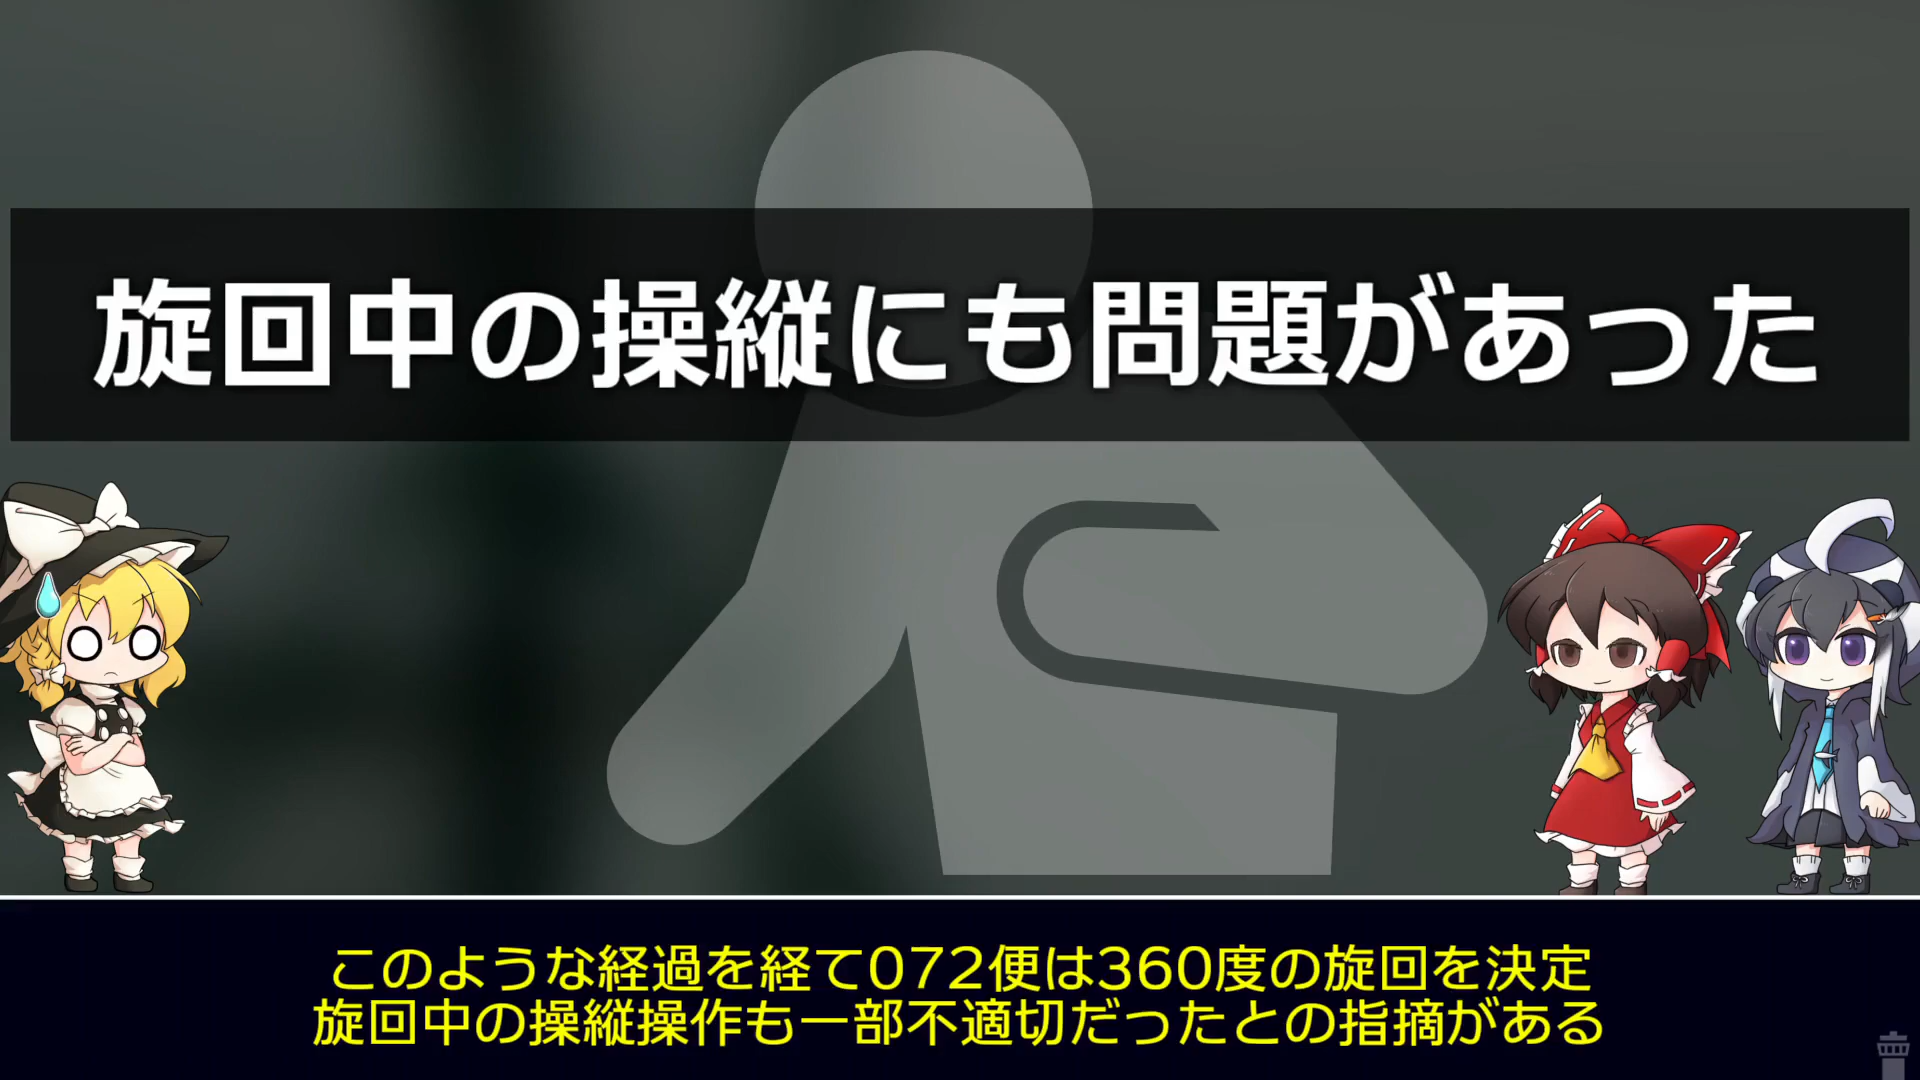 旋回中の操縦にも問題があった
このような経過を経て072便は360度の旋回を決定
旋回中の操縦操作も一部不適切だったとの指摘がある